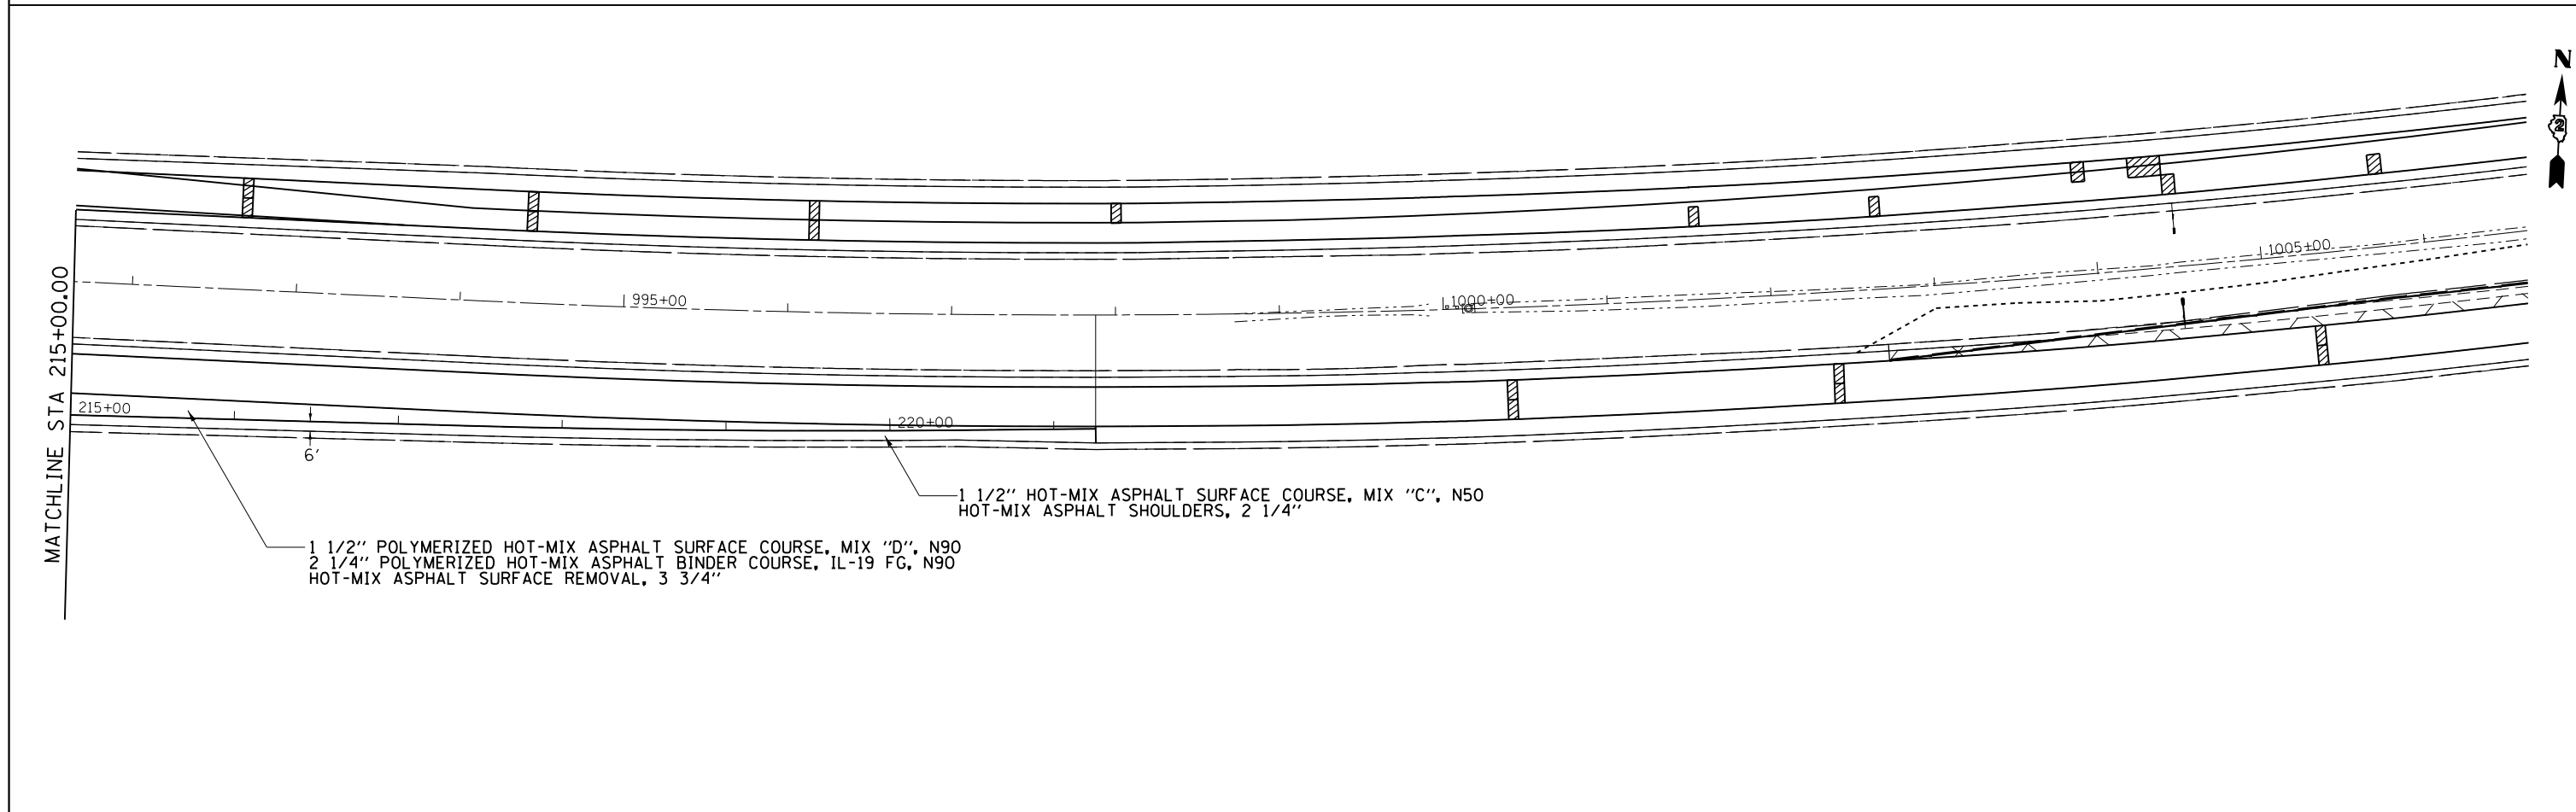 N
2
1005+00
995+00
1000+00
MATCHLINE STA 215+00.00
215+00
220+00
6'
1 1/2" HOT-MIX ASPHALT SURFACE COURSE, MIX "C", N50
HOT-MIX ASPHALT SHOULDERS, 2 1/4"
1 1/2" POLYMERIZED HOT-MIX ASPHALT SURFACE COURSE, MIX "D", N90
2 1/4" POLYMERIZED HOT-MIX ASPHALT BINDER COURSE, IL-19 FG, N90
HOT-MIX ASPHALT SURFACE REMOVAL, 3 3/4"